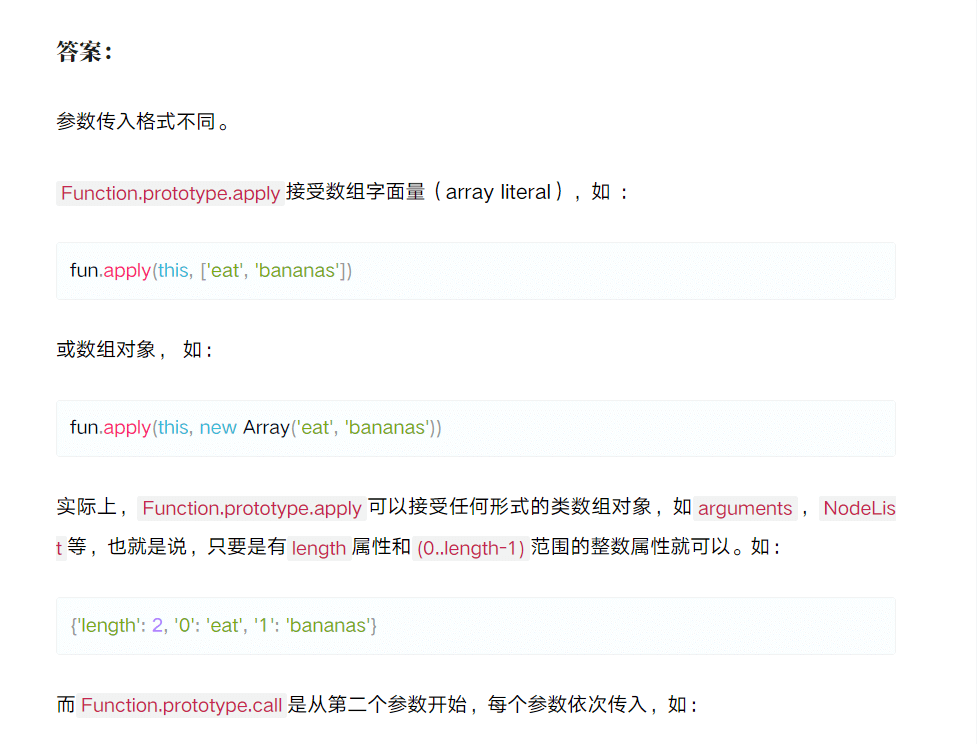 答案：
参数传入格式不同。
Function.prototype.apply 接受数组字面量（array literal），如 ：
fun.apply(this, ['eat', 'bananas'])
或数组对象， 如：
fun.apply(this, new Array('eat', 'bananas'))
实际上，Function.prototype.apply 可以接受任何形式的类数组对象，如 arguments ，NodeLis
t 等，也就是说，只要是有 length 属性和 (0..length-1) 范围的整数属性就可以。如：
{'length': 2, '0': 'eat', '1': 'bananas'}
而 Function.prototype.call 是从第二个参数开始，每个参数依次传入，如：